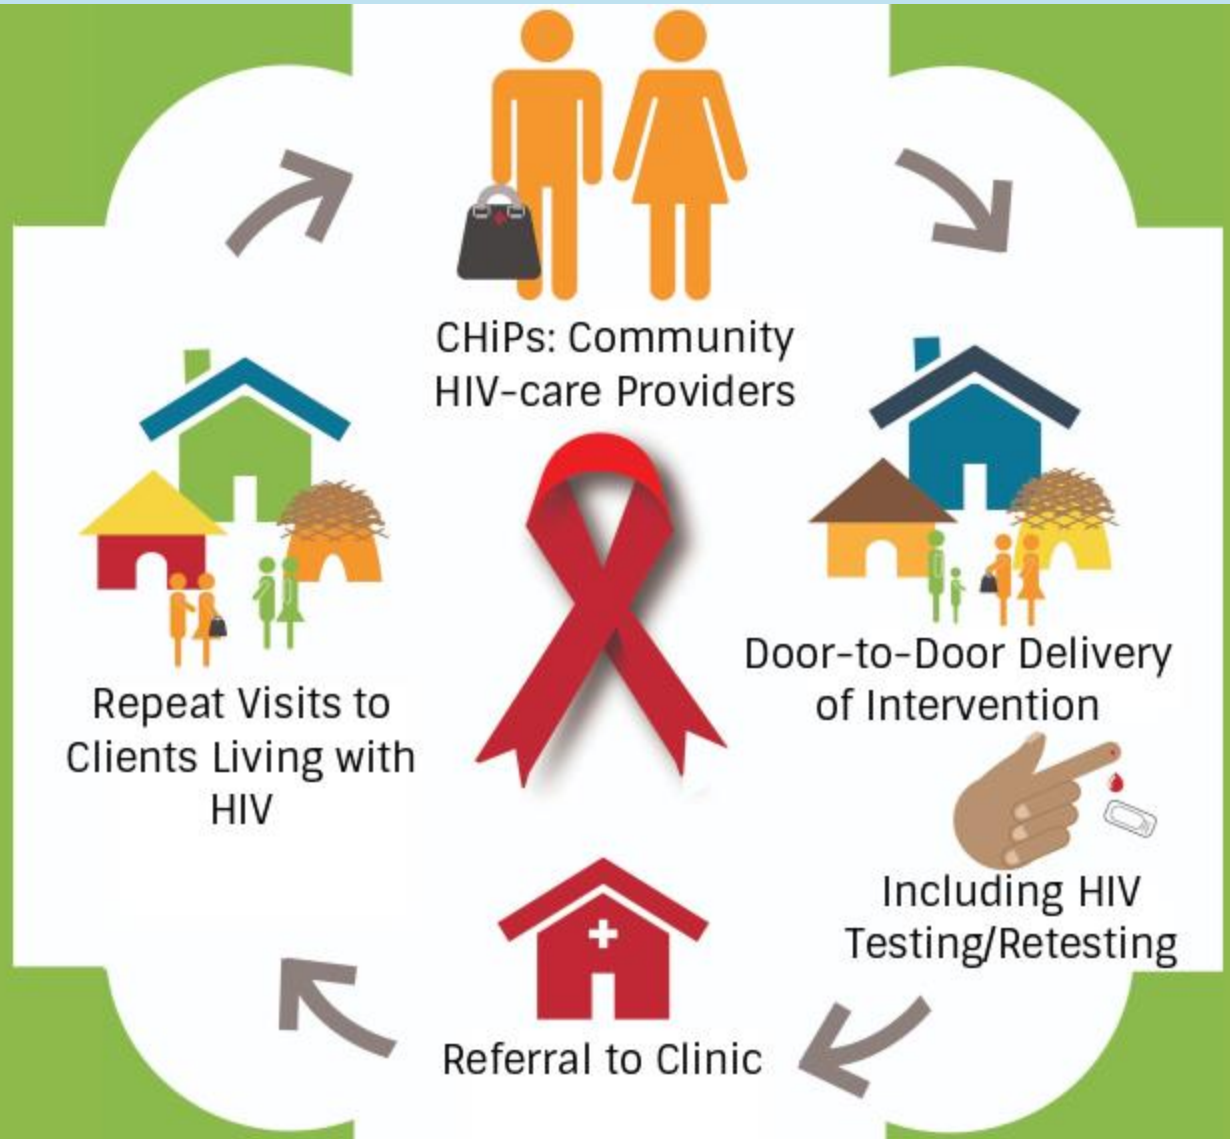 CHiPs: Community
HIV-care Providers
Door-to-Door Delivery
of Intervention
Including HIV
Testing/Retesting
Referral to Clinic
Repeat Visits to
Clients Living with
HIV